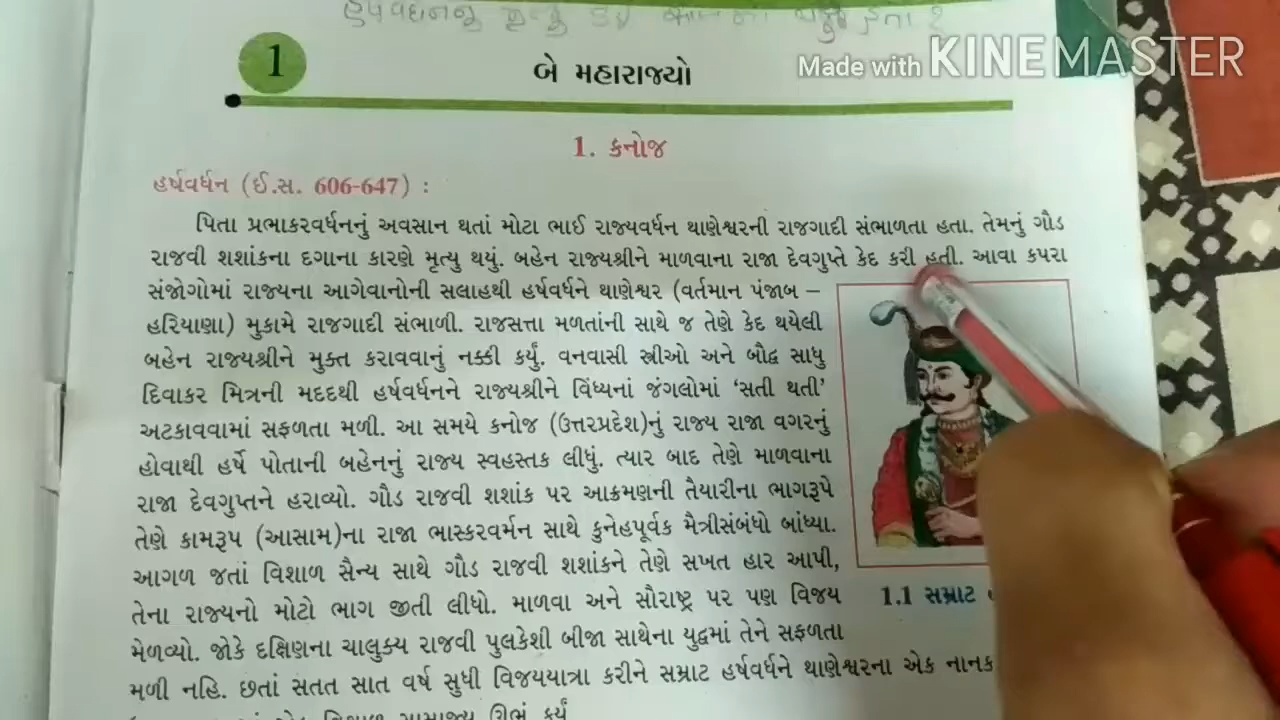 Made with KINEMASTER
1
બે મહારાજ્યો
1. કનોજ
હર્ષવર્ધન (ઈ.સ. 606-647) :
પિતા પ્રભાકરવર્ધનનું અવસાન થતાં મોટા ભાઈ રાજ્યવર્ધન થાણેશ્વરની રાજગાદી સંભાળતા હતા. તેમનું ગૌડ
રાજવી શશાંકના દગાના કારણે મૃત્યુ થયું. બહેન રાજ્યશ્રીને માળવાના રાજા દેવગુપ્તે કેદ કરી હતી. આવા કપરા
સંજોગોમાં રાજ્યના આગેવાનોની સલાહથી હર્ષવર્ધને થાણેશ્વર (વર્તમાન પંજાબ –
હરિયાણા) મુકામે રાજગાદી સંભાળી. રાજસત્તા મળતાંની સાથે જ તેણે કેદ થયેલી
બહેન રાજ્યશ્રીને મુક્ત કરાવવાનું નક્કી કર્યું. વનવાસી સ્ત્રીઓ અને બૌદ્ધ સાધુ
દિવાકર મિત્રની મદદથી હર્ષવર્ધનને રાજ્યશ્રીને વિંધ્યનાં જંગલોમાં ‘સતી થતી’
અટકાવવામાં સફળતા મળી. આ સમયે કનોજ (ઉત્તરપ્રદેશ)નું રાજ્ય રાજા વગરનું
હોવાથી હર્ષે પોતાની બહેનનું રાજ્ય સ્વહસ્તક લીધું. ત્યાર બાદ તેણે માળવાના
રાજા દેવગુપ્તને હરાવ્યો. ગૌડ રાજવી શશાંક પર આક્રમણની તૈયારીના ભાગરૂપે
તેણે કામરૂપ (આસામ)ના રાજા ભાસ્કરવર્મન સાથે કુનેહપૂર્વક મૈત્રીસંબંધો બાંધ્યા.
આગળ જતાં વિશાળ સૈન્ય સાથે ગૌડ રાજવી શશાંકને તેણે સખત હાર આપી,
તેના રાજ્યનો મોટો ભાગ જીતી લીધો. માળવા અને સૌરાષ્ટ્ર પર પણ વિજય
1.1 સમ્રાટ
મેળવ્યો. જોકે દક્ષિણના ચાલુક્ય રાજવી પુલકેશી બીજા સાથેના યુદ્ધમાં તેને સફળતા
મળી નહિ. છતાં સતત સાત વર્ષ સુધી વિજયયાત્રા કરીને સમ્રાટ હર્ષવર્ધને થાણેશ્વરના એક નાનક